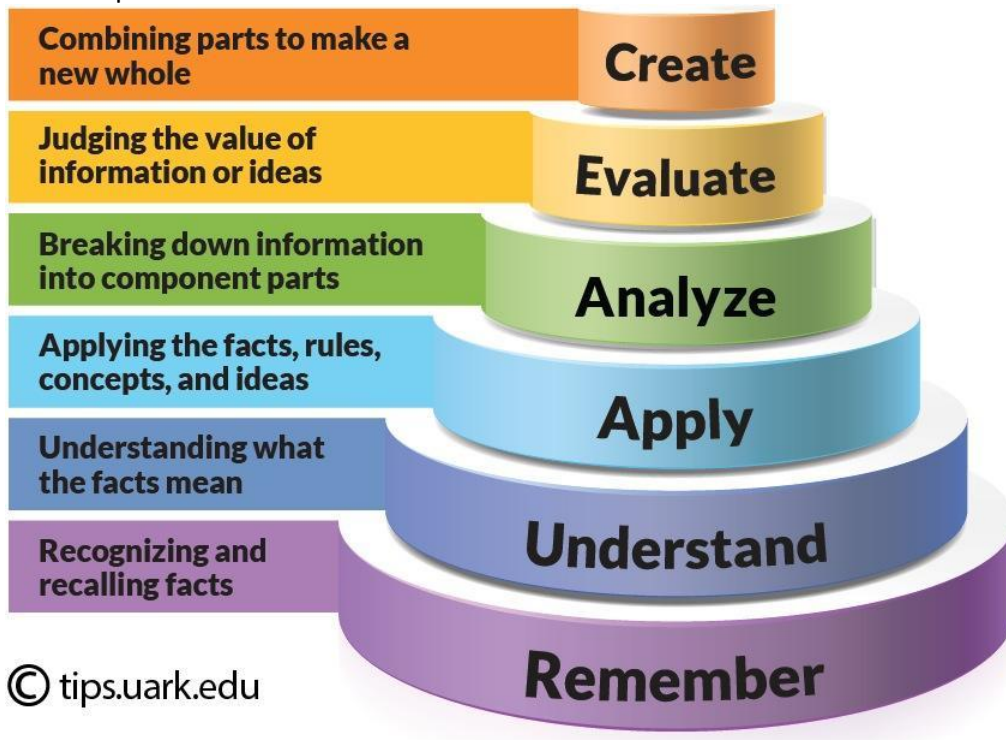 Combining parts to make a
new whole
Create
Judging the value of
information or ideas
Evaluate
Breaking down information
into component parts
Analyze
Applying the facts, rules,
concepts, and ideas
Apply
Understanding what
the facts mean
Understand
Recognizing and
recalling facts
Remember
© tips.uark.edu